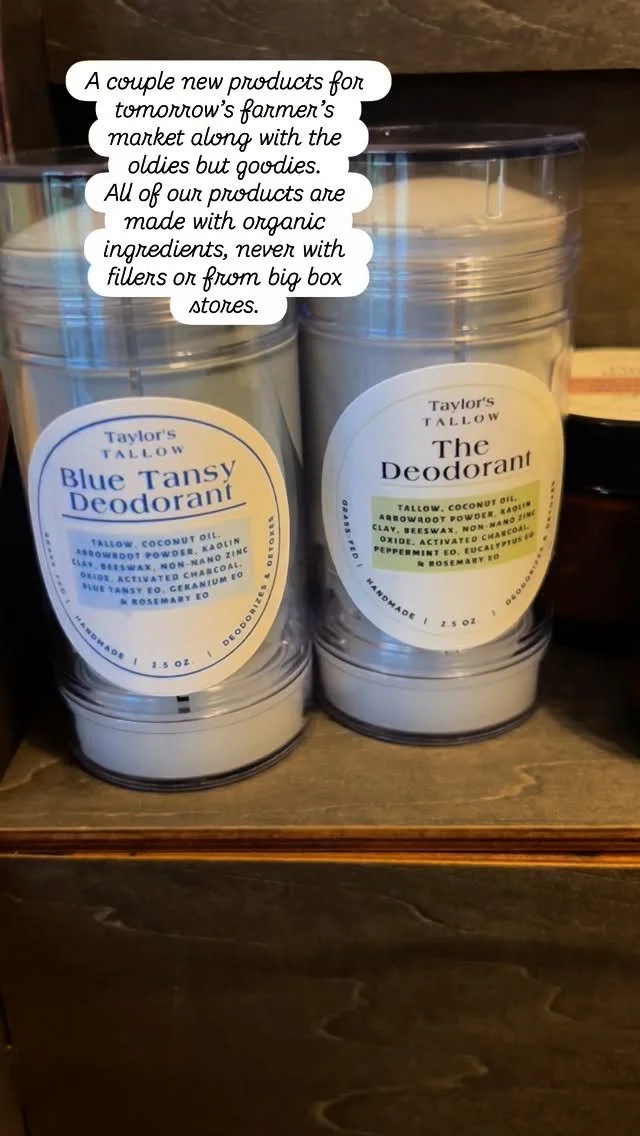 A couple new products for
tomorrow's farmer's
market along with the
oldies but goodies.
All of our products are
made with organic
ingredients, never with
fillers or from big box
stores.
Taylor's
TALLOW
Blue Tansy
Deodorant
TALLOW, COCONUT OIL,
ARROWROOT POWDER, KAOLIN
CLAY, BEESWAX, NON-NANO ZINC
OXIDE, ACTIVATED CHARCOAL,
BLUE TANSY EO, GERANIUM EO
& ROSEMARY EO
GRASS-FED | HANDMADE | 2.5 OZ. | DEODORIZES & DETOXES
Taylor's
TALLOW
The
Deodorant
TALLOW, COCONUT OIL,
ARROWROOT POWDER, KAOLIN
CLAY, BEESWAX, NON-NANO ZINC
OXIDE, ACTIVATED CHARCOAL,
PEPPERMINT EO, EUCALYPTUS EO
& ROSEMARY EO
GRASS-FED | HANDMADE | 2.5 OZ. | DEODORIZES & DETOXES